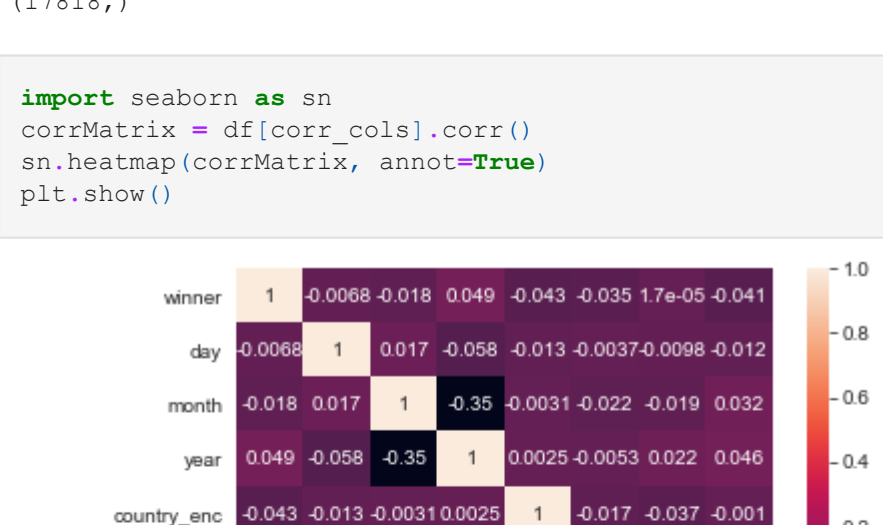 (17818,)
import seaborn as sn
corrMatrix = df[corr_cols].corr()
sn.heatmap(corrMatrix, annot=True)
plt.show()
winner 1 -0.0068 -0.018 0.049 -0.043 -0.035 1.7e-05 -0.041
1.0
day -0.0068 1 0.017 -0.058 -0.013 -0.0037 -0.0098 -0.012
0.8
month -0.018 0.017 1 -0.35 -0.0031 -0.022 -0.019 0.032
0.6
year 0.049 -0.058 -0.35 1 0.0025 -0.0053 0.022 0.046
0.4
country_enc -0.043 -0.013 -0.0031 0.0025 1 -0.017 -0.037 -0.001